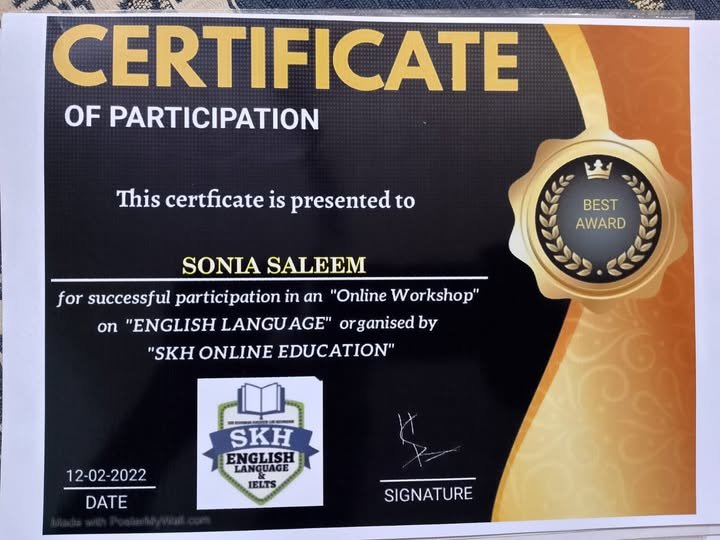 CERTIFICATE
OF PARTICIPATION
This certficate is presented to
BEST
AWARD
SONIA SALEEM
for successful participation in an "Online Workshop"
on "ENGLISH LANGUAGE" organised by
"SKH ONLINE EDUCATION"
SKH
ENGLISH
LANGUAGE
&
IELTS
12-02-2022
DATE
SIGNATURE
Made with PosterMyWall.com